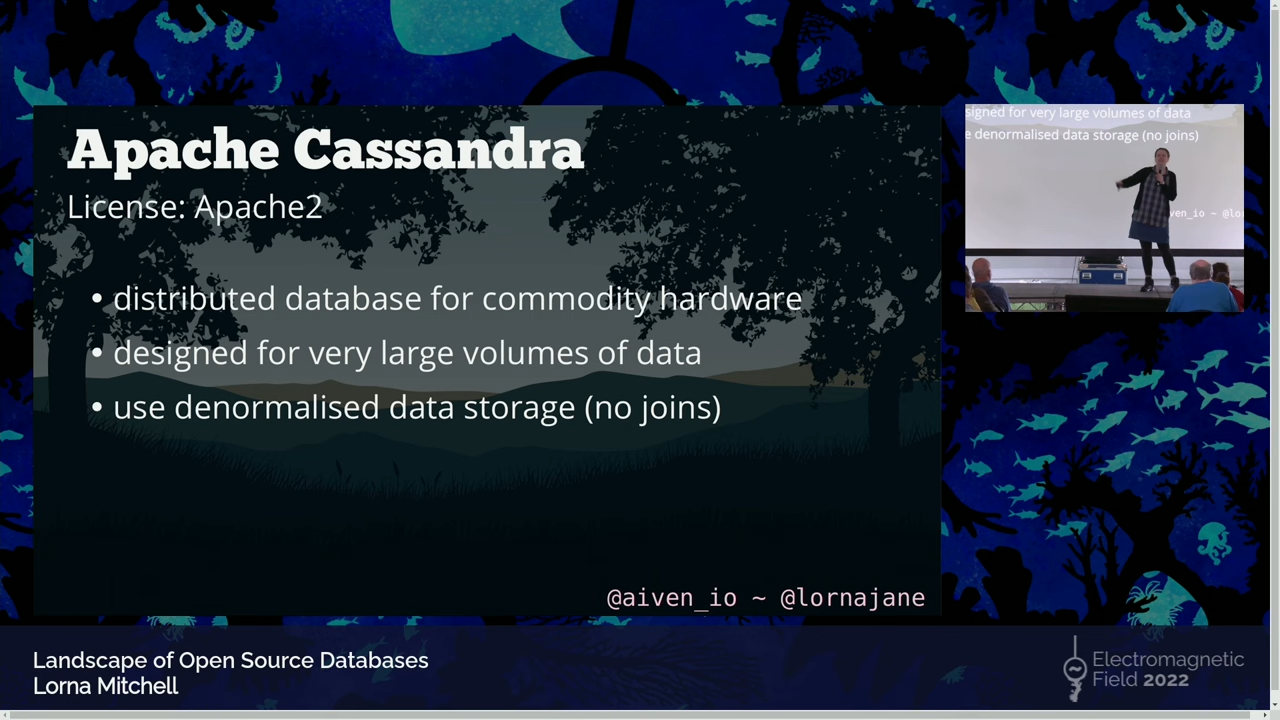 Apache Cassandra
License: Apache2
• distributed database for commodity hardware
• designed for very large volumes of data
• use denormalised data storage (no joins)
@aiven_io ~ @lornajane
signed for very large volumes of data
e denormalised data storage (no joins)
ven_io ~ @lor
Landscape of Open Source Databases
Lorna Mitchell
Electromagnetic
Field 2022